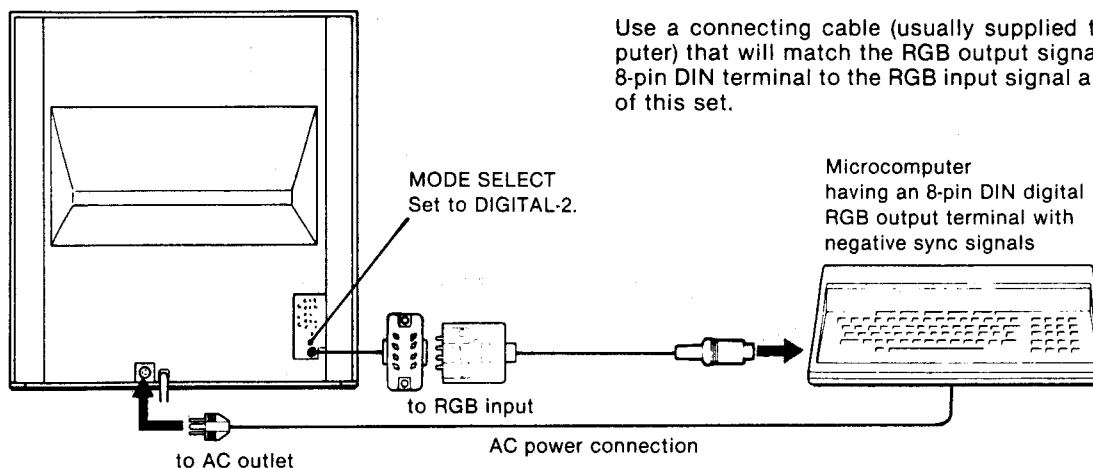 Use a connecting cable (usually supplied
puter) that will match the RGB output
8-pin DIN terminal to the RGB input signal
of this set.
MODE SELECT
Set to DIGITAL-2.
Microcomputer
having an 8-pin DIN digital
RGB output terminal with
negative sync signals
to RGB input
AC power connection
to AC outlet